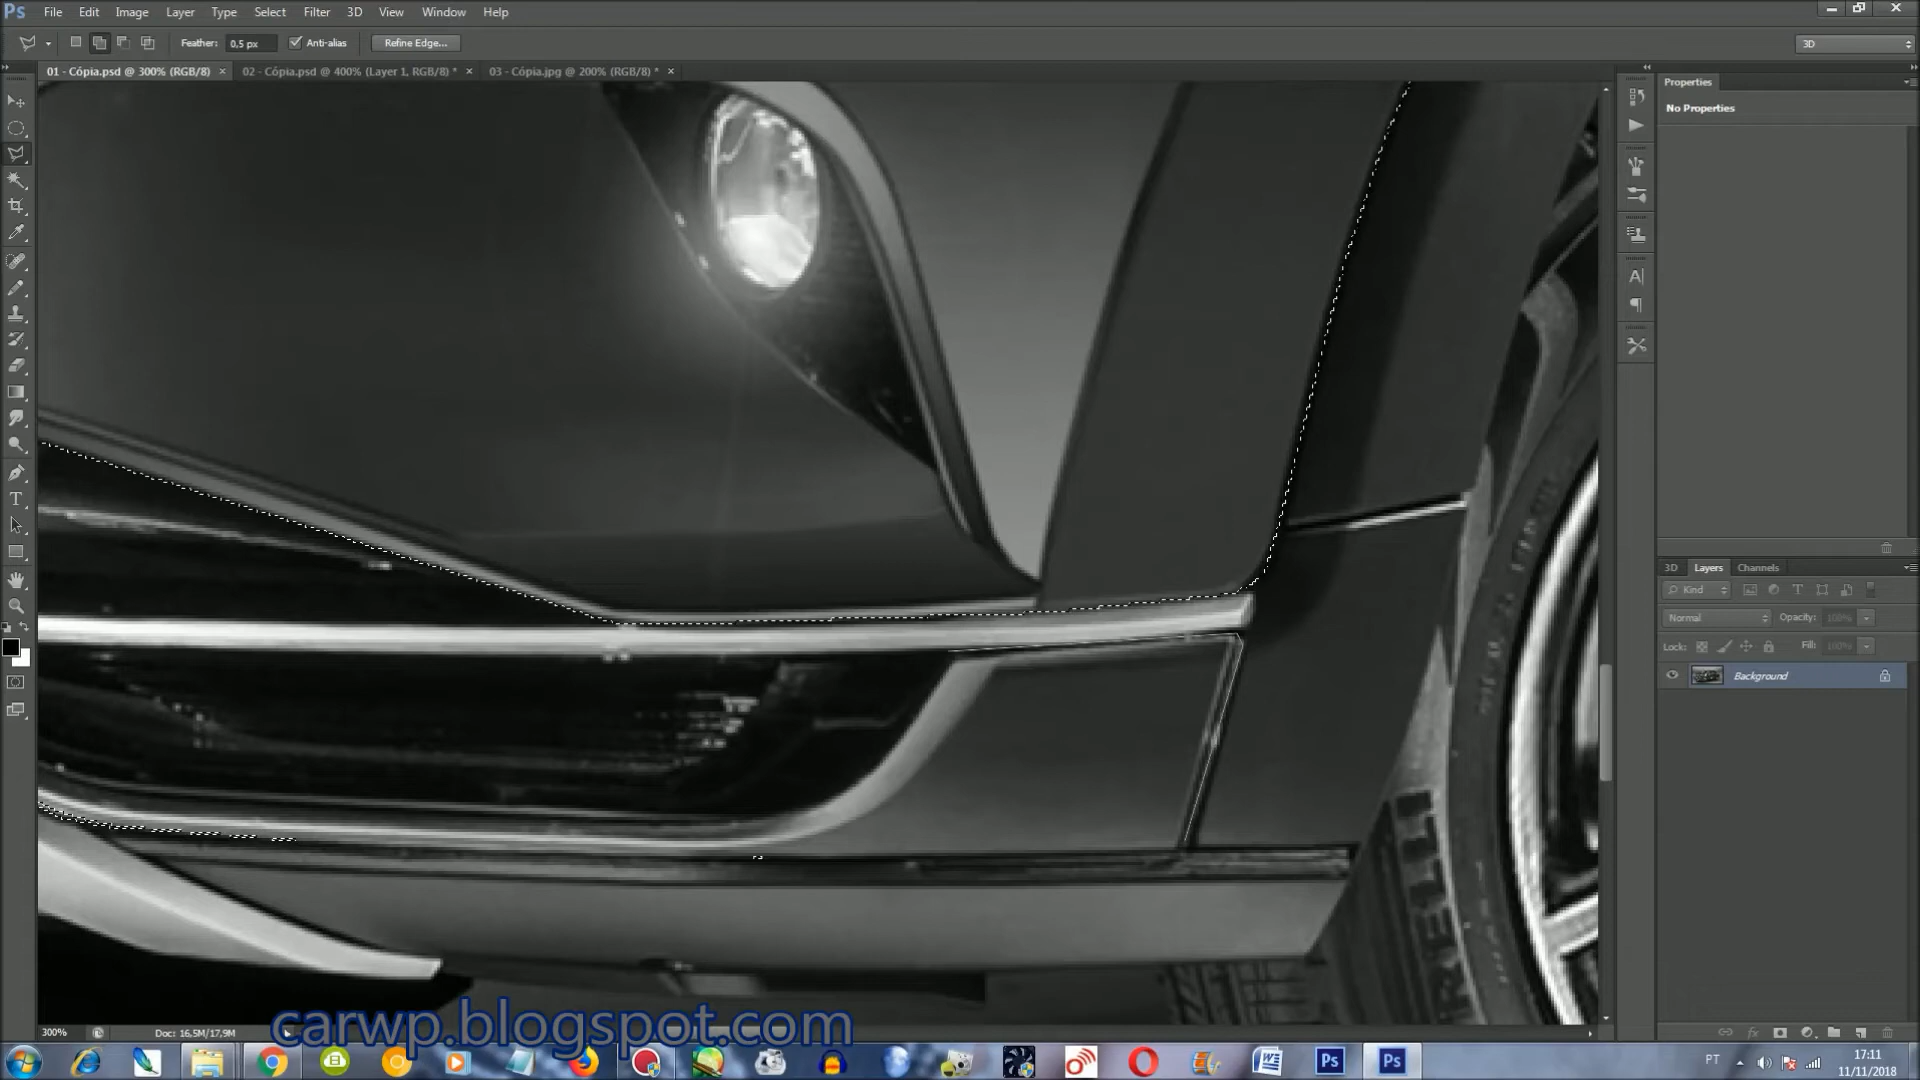 Ps File Edit Image Layer Type Select Filter 3D View Window Help
Feather: 0,5 px Anti-alias Refine Edge... 3D
01 - Cópia.psd @ 300% (RGB/8) × 02 - Cópia.psd @ 400% (Layer 1, RGB/8) * × 03 - Cópia.jpg @ 200% (RGB/8) * ×
Properties
No Properties
3D Layers Channels
Kind
Normal Opacity: 100%
Lock: Fill: 100%
Background
300% Doc: 16,5M/17,9M
carwp.blogspot.com
PT 17:11
11/11/2018